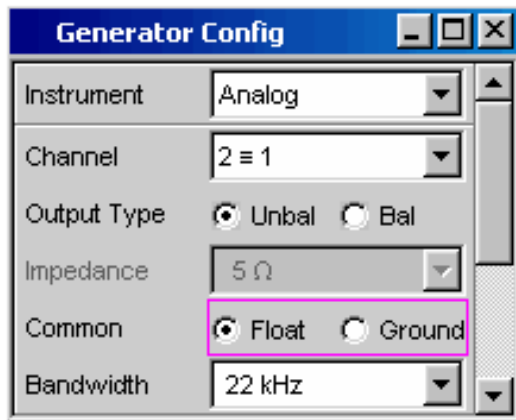 Generator Config
Instrument Analog
Channel 2 ≡ 1
Output Type Unbal Bal
Impedance 5 Ω
Common Float Ground
Bandwidth 22 kHz